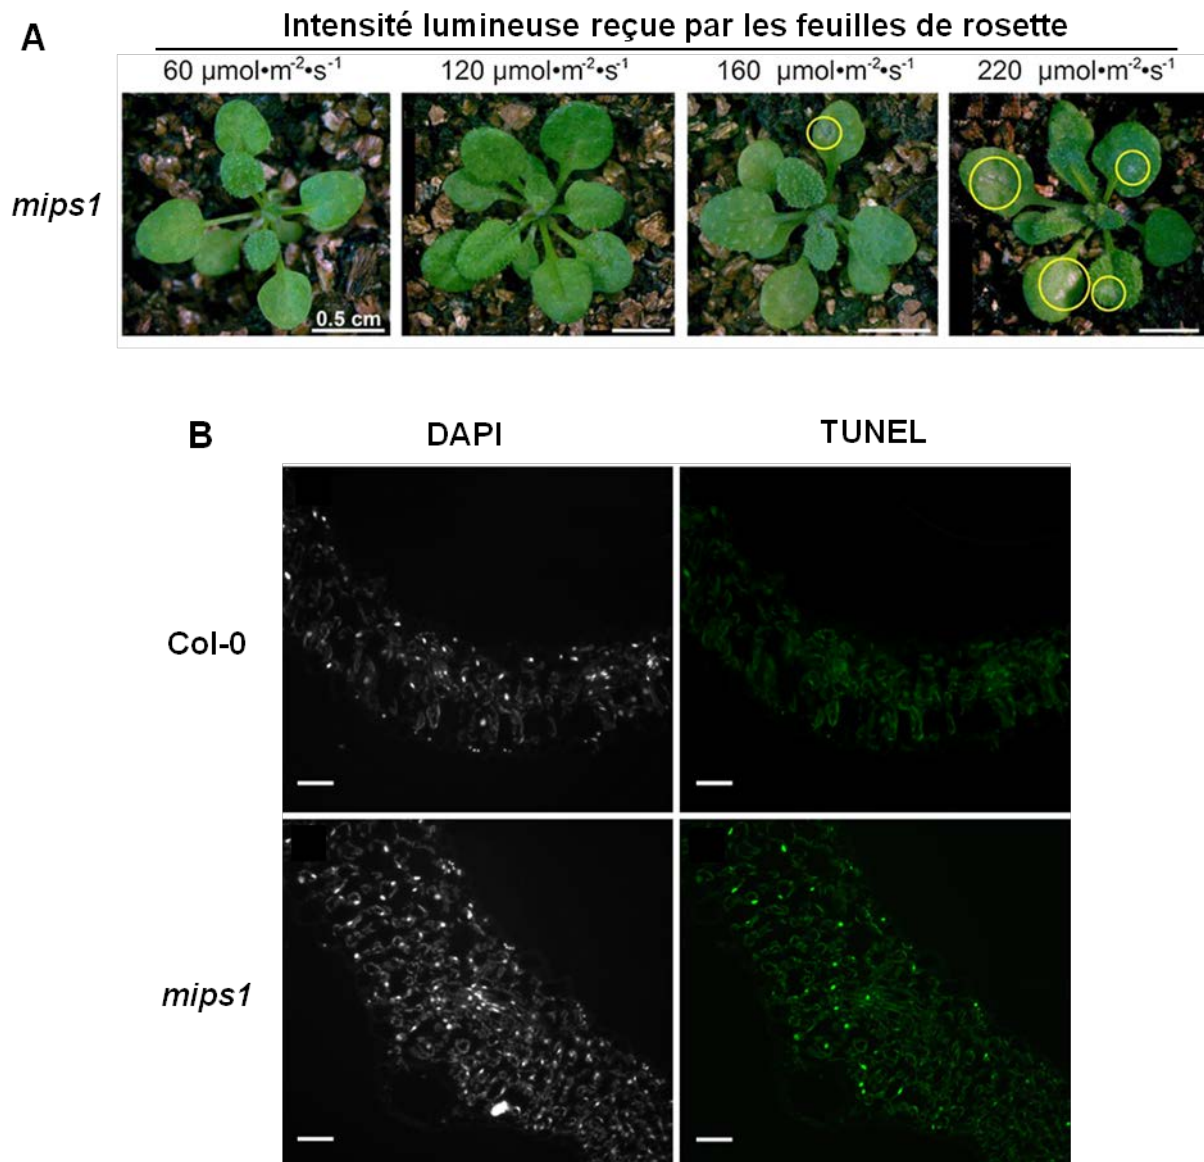 A
Intensité lumineuse reçue par les feuilles de rosette
60 µmol•m-2•s-1 120 µmol•m-2•s-1 160 µmol•m-2•s-1 220 µmol•m-2•s-1
mips1
0.5 cm
B
DAPI TUNEL
Col-0
mips1